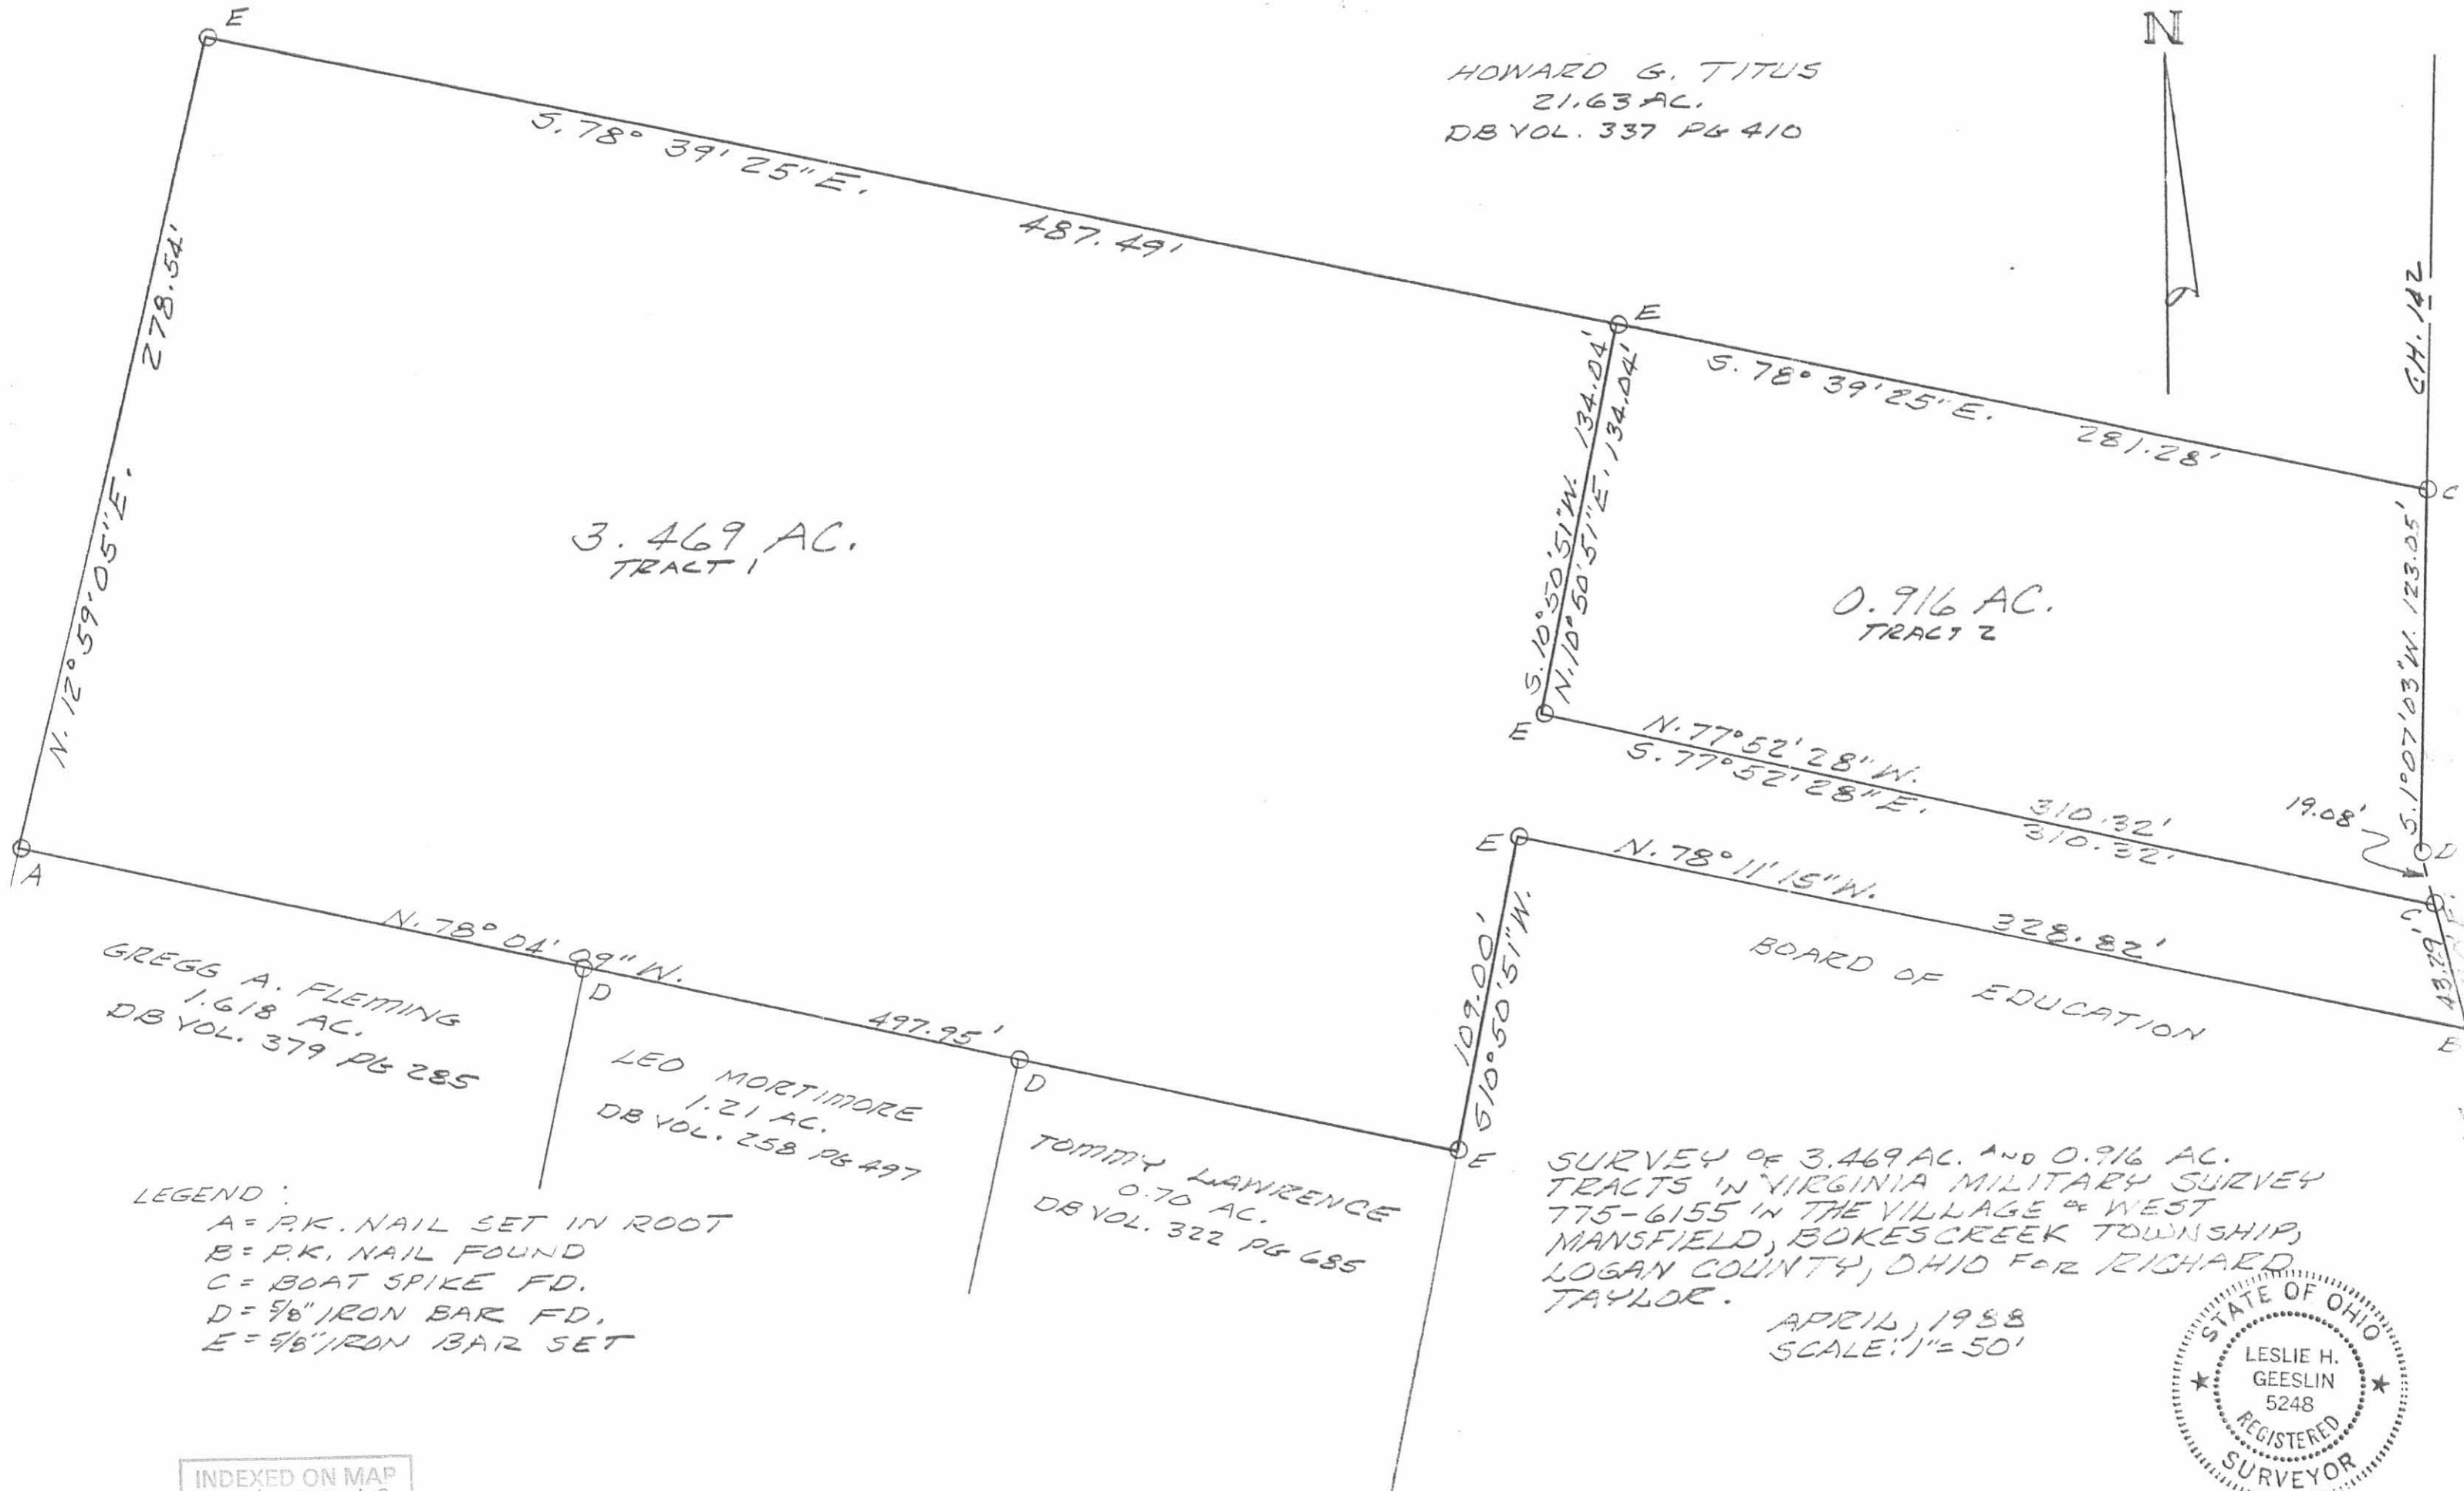 E
N
HOWARD G. TITUS
21.63 AC.
DB VOL. 337 PG 410
S. 78° 39' 25" E.
487.49'
278.54'
N. 12° 59' 05" E.
E
S. 78° 39' 25" E.
281.28'
CH. 142
C
S. 10° 50' 51" W. 134.04'
N. 10° 50' 51" E. 134.04'
S. 1° 07' 03" W. 123.05'
3.469 AC.
TRACT 1
0.916 AC.
TRACT 2
E
N. 77° 52' 28" W.
S. 77° 52' 28" E.
310.32'
310.32'
19.08'
D
C
43.29'
E
N. 78° 11' 15" W.
328.82'
BOARD OF EDUCATION
109.00'
S 10° 50' 51" W.
A
N. 78° 04' 09" W.
D
497.95'
D
E
GREGG A. FLEMING
1.618 AC.
DB VOL. 379 PG 285
LEO MORTIMORE
1.21 AC.
DB VOL. 258 PG 497
TOMMY LAWRENCE
0.70 AC.
DB VOL. 322 PG 685
LEGEND:
A = P.K. NAIL SET IN ROOT
B = P.K. NAIL FOUND
C = BOAT SPIKE FD.
D = 5/8" IRON BAR FD.
E = 5/8" IRON BAR SET
SURVEY OF 3.469 AC. AND 0.916 AC.
TRACTS IN VIRGINIA MILITARY SURVEY
775-6155 IN THE VILLAGE OF WEST
MANSFIELD, BOKESCREEK TOWNSHIP,
LOGAN COUNTY, OHIO FOR RICHARD
TAYLOR.
APRIL, 1988
SCALE: 1" = 50'
STATE OF OHIO
LESLIE H.
GEESLIN
5248
REGISTERED
SURVEYOR
INDEXED ON MAP